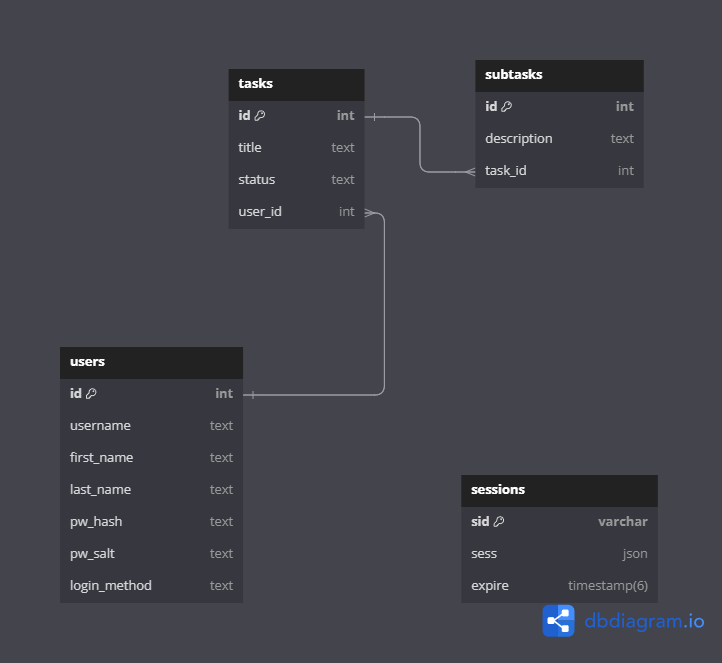 tasks
id int
title text
status text
user_id int
subtasks
id int
description text
task_id int
users
id int
username text
first_name text
last_name text
pw_hash text
pw_salt text
login_method text
sessions
sid varchar
sess json
expire timestamp(6)
dbdiagram.io